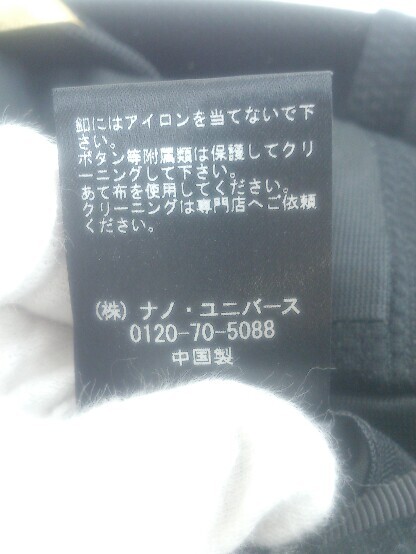 釦にはアイロンを当てないで下
さい。
ボタン等附属類は保護してクリ
ーニングして下さい。
あて布を使用してください。
クリーニングは専門店へご依頼
ください。
(株)ナノ・ユニバース
0120-70-5088
中国製